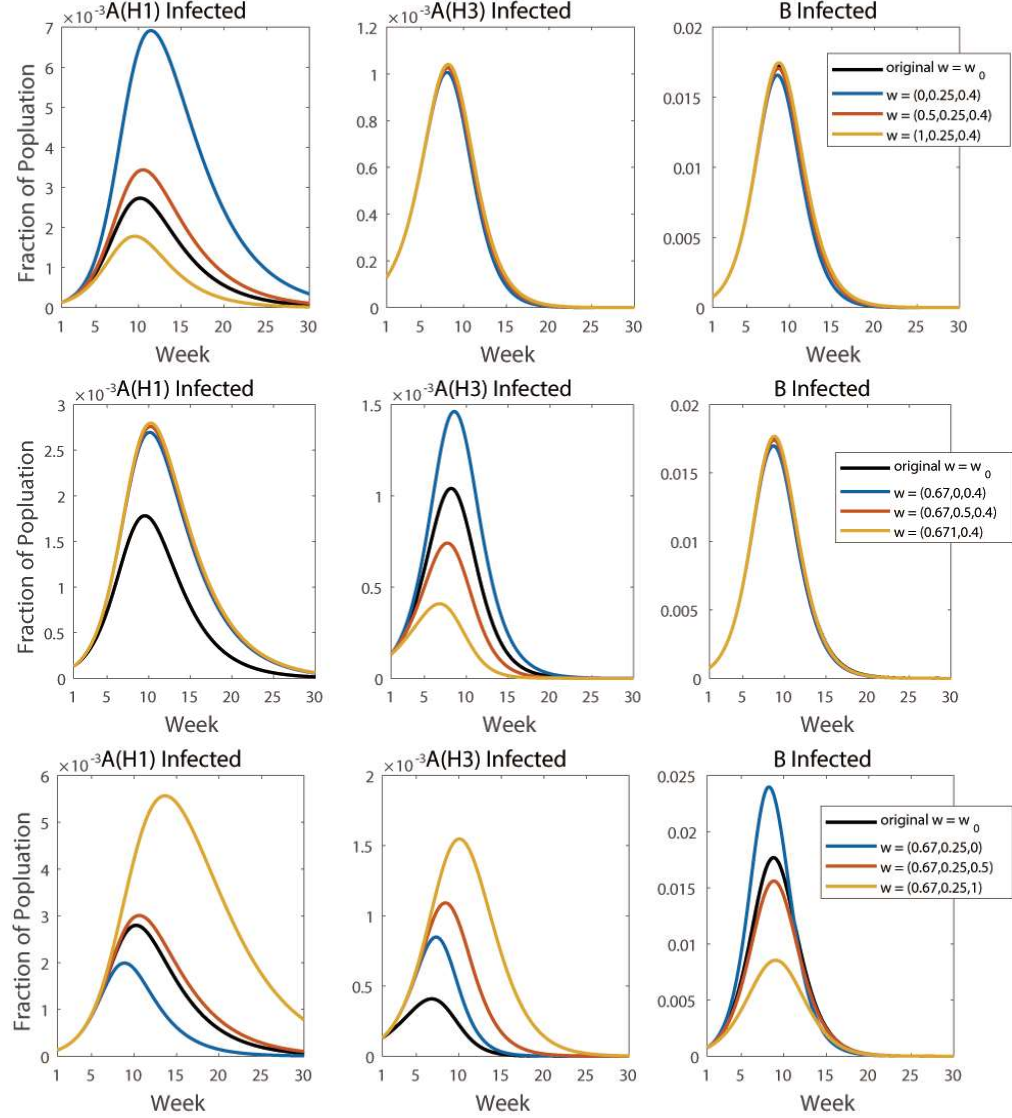 ×10⁻³A(H1) Infected
7
6
5
4
3
2
1
0
Fraction of Popluation
1 5 10 15 20 25 30
Week
×10⁻³A(H3) Infected
1.2
1
0.8
0.6
0.4
0.2
0
1 5 10 15 20 25 30
Week
B Infected
0.02
0.015
0.01
0.005
0
1 5 10 15 20 25 30
Week
original w = w₀
w = (0,0.25,0.4)
w = (0.5,0.25,0.4)
w = (1,0.25,0.4)
×10⁻³A(H1) Infected
3
2.5
2
1.5
1
0.5
0
Fraction of Popluation
1 5 10 15 20 25 30
Week
×10⁻³A(H3) Infected
1.5
1
0.5
0
1 5 10 15 20 25 30
Week
B Infected
0.02
0.015
0.01
0.005
0
1 5 10 15 20 25 30
Week
original w = w₀
w = (0.67,0,0.4)
w = (0.67,0.5,0.4)
w = (0.671,0.4)
×10⁻³A(H1) Infected
6
5
4
3
2
1
0
Fraction of Popluation
1 5 10 15 20 25 30
Week
×10⁻³A(H3) Infected
2
1.5
1
0.5
0
1 5 10 15 20 25 30
Week
B Infected
0.025
0.02
0.015
0.01
0.005
0
1 5 10 15 20 25 30
Week
original w = w₀
w = (0.67,0.25,0)
w = (0.67,0.25,0.5)
w = (0.67,0.25,1)